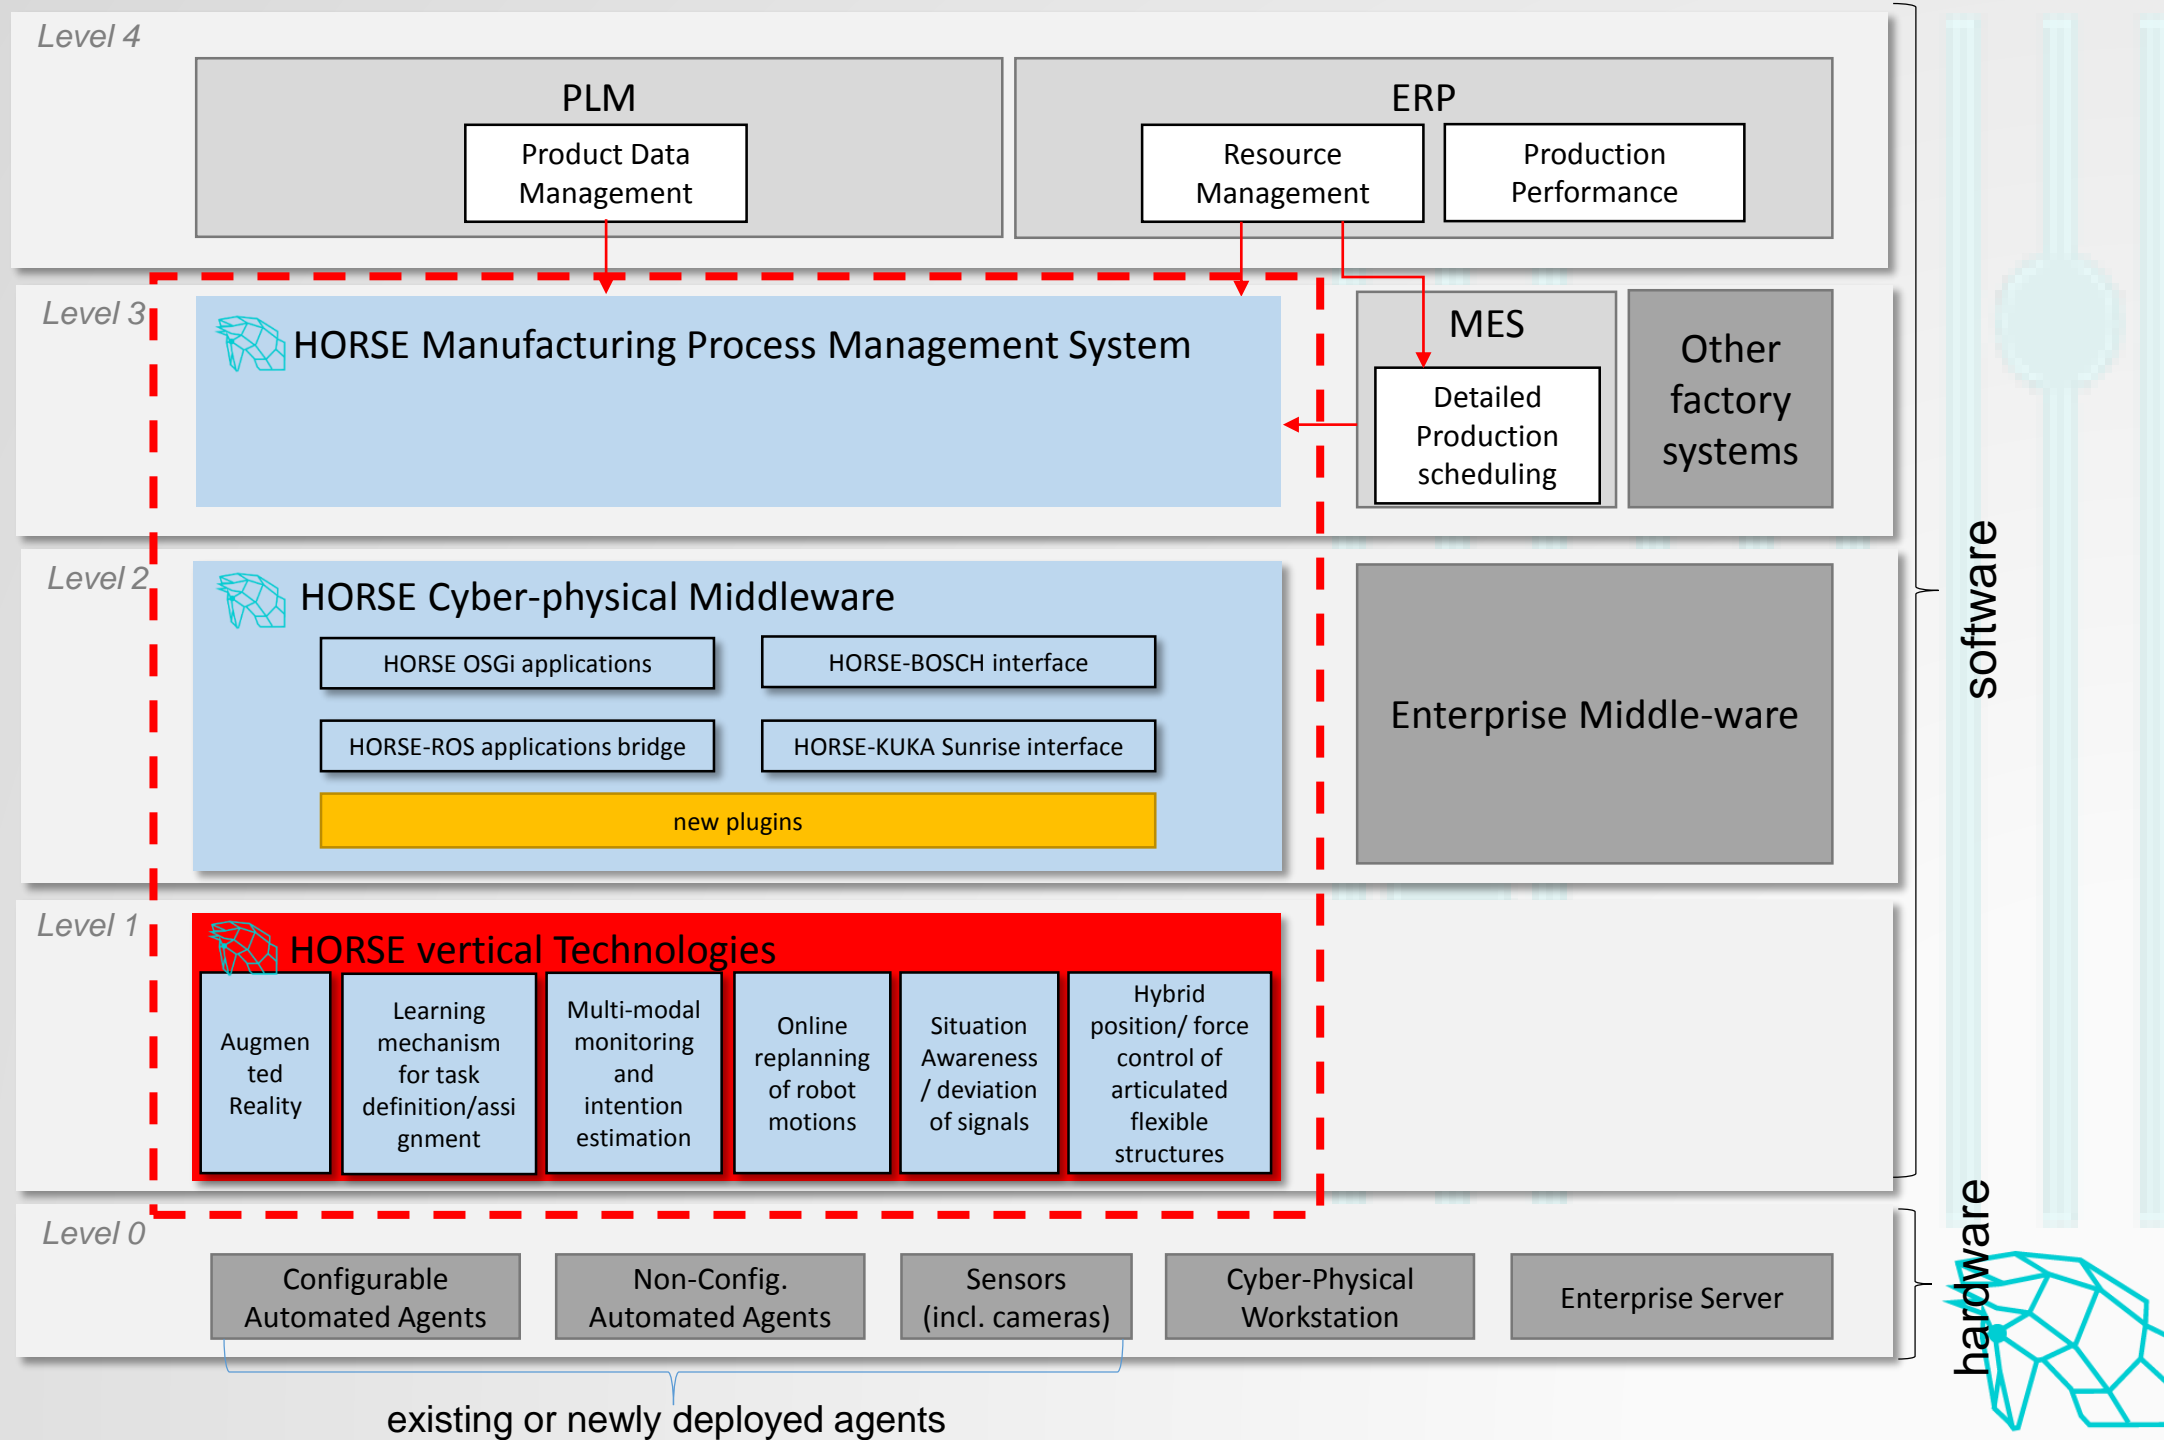 Level 4
PLM
Product Data
Management
ERP
Resource
Management
Production
Performance
Level 3
HORSE Manufacturing Process Management System
MES
Detailed
Production
scheduling
Other
factory
systems
Level 2
HORSE Cyber-physical Middleware
HORSE OSGi applications
HORSE-BOSCH interface
HORSE-ROS applications bridge
HORSE-KUKA Sunrise interface
new plugins
Enterprise Middle-ware
software
Level 1
HORSE vertical Technologies
Augmen
ted
Reality
Learning
mechanism
for task
definition/assi
gnment
Multi-modal
monitoring
and
intention
estimation
Online
replanning
of robot
motions
Situation
Awareness
/ deviation
of signals
Hybrid
position/ force
control of
articulated
flexible
structures
Level 0
Configurable
Automated Agents
Non-Config.
Automated Agents
Sensors
(incl. cameras)
Cyber-Physical
Workstation
Enterprise Server
hardware
existing or newly deployed agents